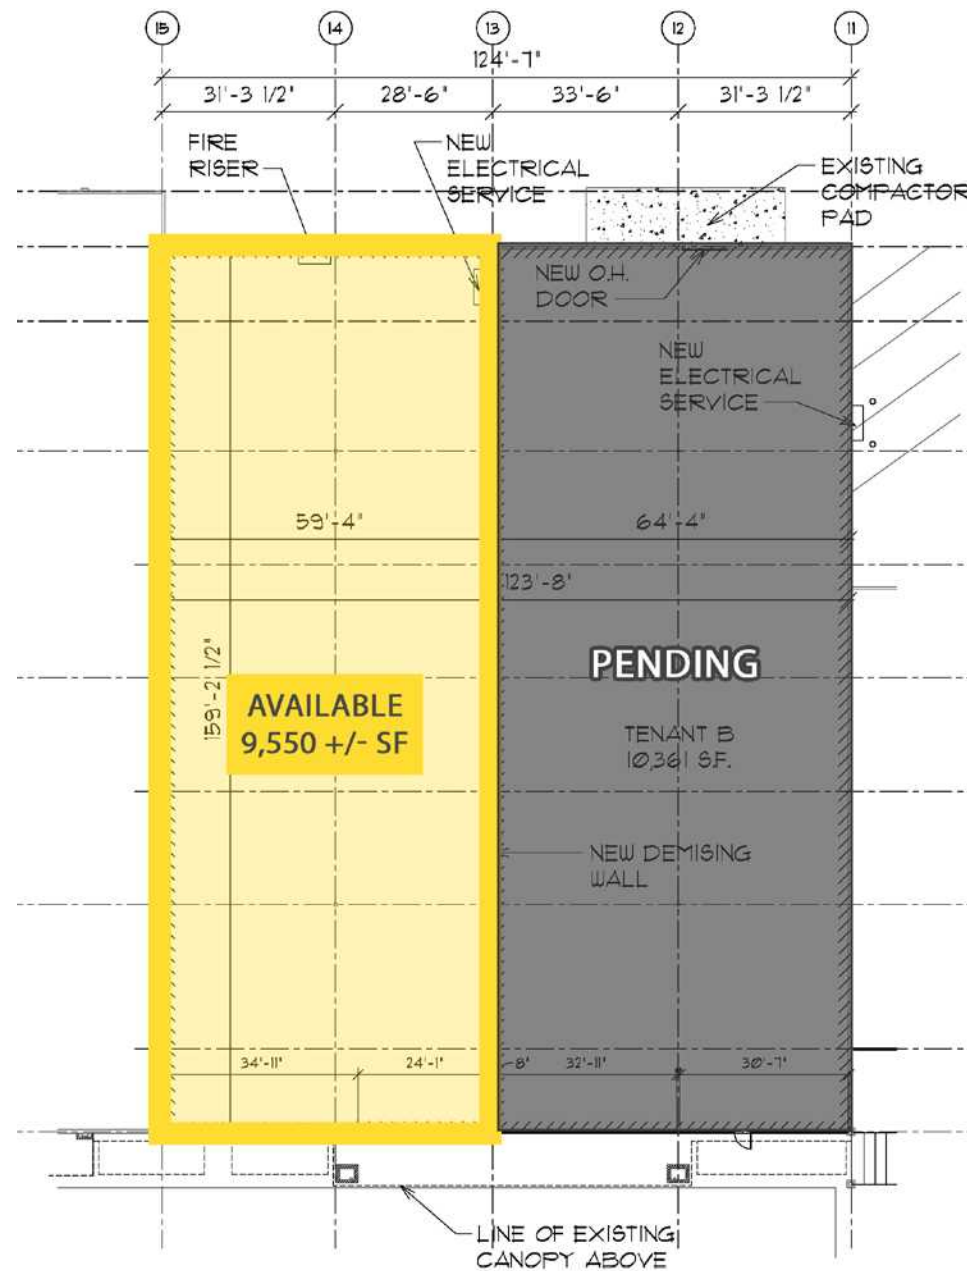 15 14 13 12 11
124'-7"
31'-3 1/2" 28'-6" 33'-6" 31'-3 1/2"
FIRE
RISER
NEW
ELECTRICAL
SERVICE
EXISTING
COMPACTOR
PAD
NEW O.H.
DOOR
NEW
ELECTRICAL
SERVICE
59'-4" 64'-4"
123'-8"
159'-2 1/2"
AVAILABLE
9,550 +/- SF
PENDING
TENANT B
10,361 S.F.
NEW DEMISING
WALL
34'-11" 24'-1" 8" 32'-11" 30'-7"
LINE OF EXISTING
CANOPY ABOVE